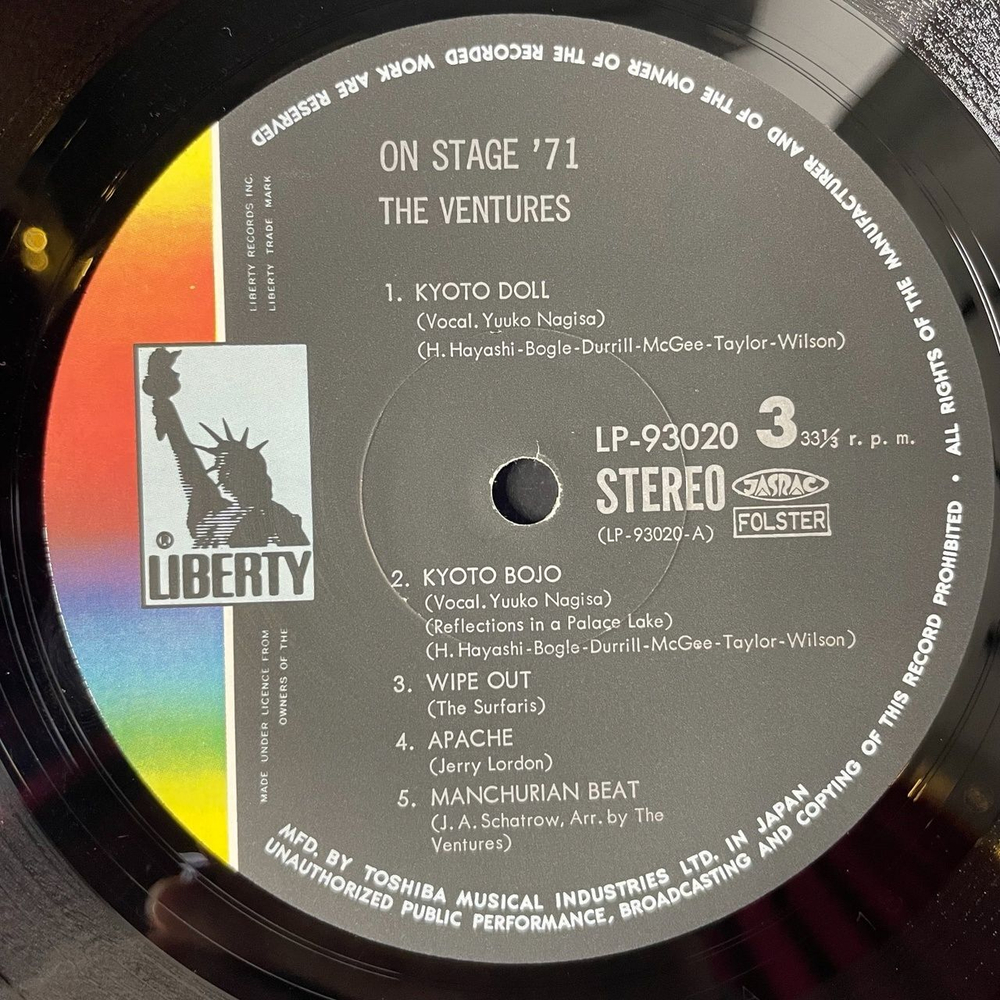 ON STAGE '71
THE VENTURES
1. KYOTO DOLL
(Vocal. Yuuko Nagisa)
(H. Hayashi-Bogle-Durrill-McGee-Taylor-Wilson)
LP-93020 3 33⅓ r. p. m.
STEREO JASRAC
FOLSTER
(LP-93020-A)
2. KYOTO BOJO
(Vocal. Yuuko Nagisa)
(Reflections in a Palace Lake)
(H. Hayashi-Bogle-Durrill-McGee-Taylor-Wilson)
3. WIPE OUT
(The Surfaris)
4. APACHE
(Jerry Lordon)
5. MANCHURIAN BEAT
(J. A. Schatrow, Arr. by The
Ventures)
LIBERTY RECORDS INC.
LIBERTY TRADE MARK
®
LIBERTY
MADE UNDER LICENCE FROM
OWNERS OF THE
MFD. BY TOSHIBA MUSICAL INDUSTRIES LTD. IN JAPAN
UNAUTHORIZED PUBLIC PERFORMANCE, BROADCASTING AND COPYING OF THIS RECORD PROHIBITED • ALL RIGHTS OF THE MANUFACTURER AND OF THE OWNER OF THE RECORDED WORK ARE RESERVED